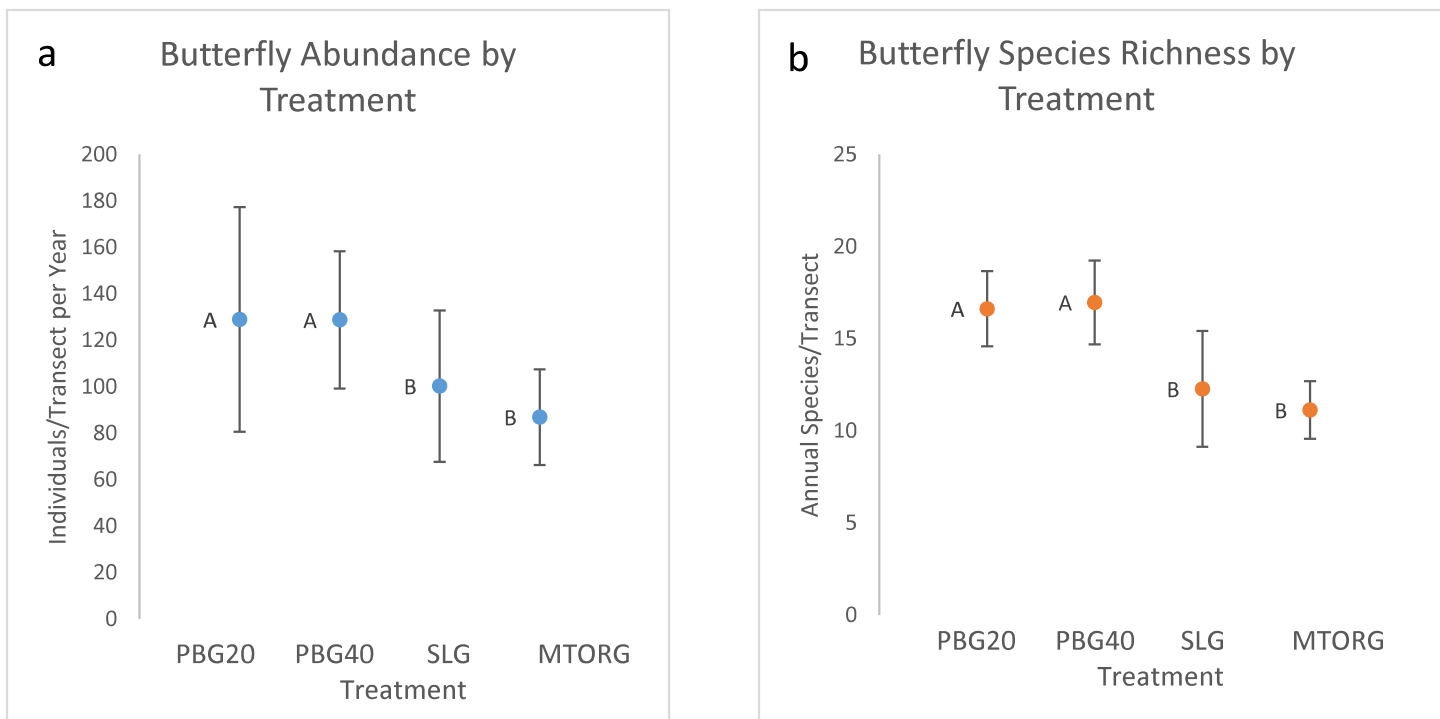 a
Butterfly Abundance by
Treatment
200
180
160
140
120
100
80
60
40
20
0
Individuals/Transect per Year
A
A
B
B
PBG20
PBG40
SLG
MTORG
Treatment
b
Butterfly Species Richness by
Treatment
25
20
15
10
5
0
Annual Species/Transect
A
A
B
B
PBG20
PBG40
SLG
MTORG
Treatment